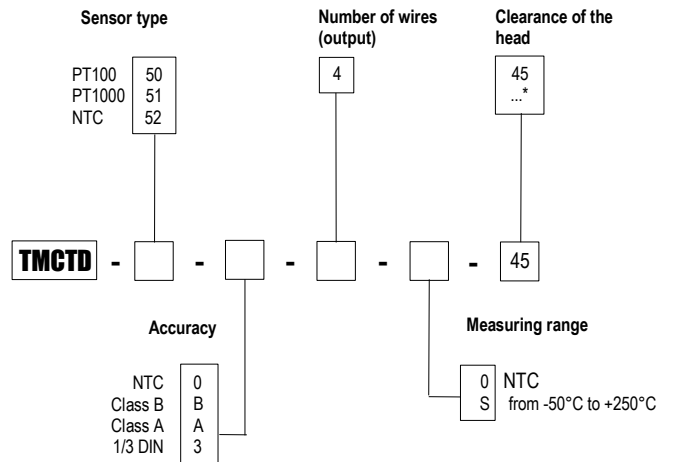 Sensor type
Number of wires
(output)
Clearance of the
head
PT100 50
PT1000 51
NTC 52
4
45
...*
TMCTD - - - - - 45
Accuracy
NTC 0
Class B B
Class A A
1/3 DIN 3
Measuring range
0 NTC
S from -50°C to +250°C